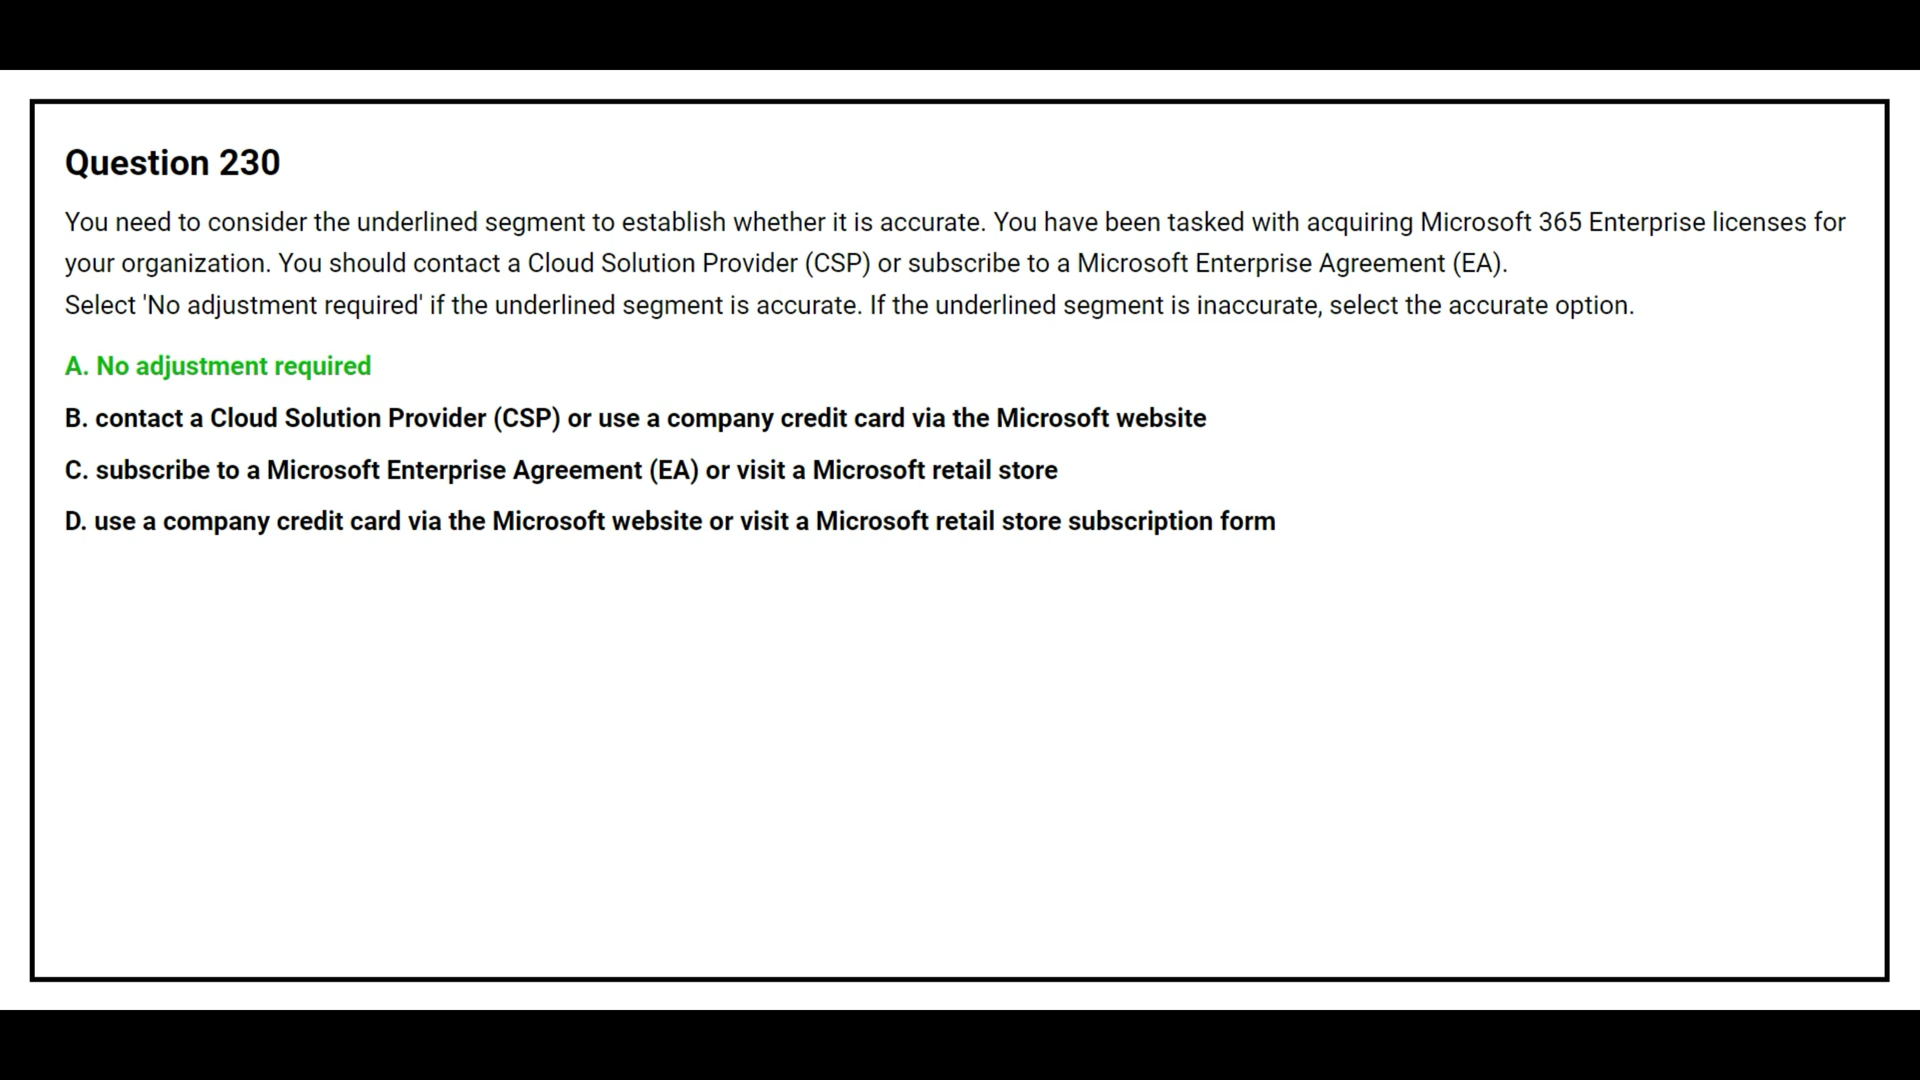 Question 230
You need to consider the underlined segment to establish whether it is accurate. You have been tasked with acquiring Microsoft 365 Enterprise licenses for
your organization. You should contact a Cloud Solution Provider (CSP) or subscribe to a Microsoft Enterprise Agreement (EA).
Select 'No adjustment required' if the underlined segment is accurate. If the underlined segment is inaccurate, select the accurate option.
A. No adjustment required
B. contact a Cloud Solution Provider (CSP) or use a company credit card via the Microsoft website
C. subscribe to a Microsoft Enterprise Agreement (EA) or visit a Microsoft retail store
D. use a company credit card via the Microsoft website or visit a Microsoft retail store subscription form